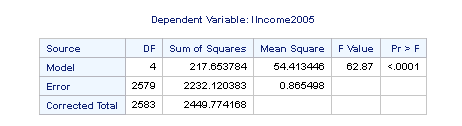 Dependent Variable: lIncome2005
Source DF Sum of Squares Mean Square F Value Pr > F
Model 4 217.653784 54.413446 62.87 <.0001
Error 2579 2232.120383 0.865498
Corrected Total 2583 2449.774168